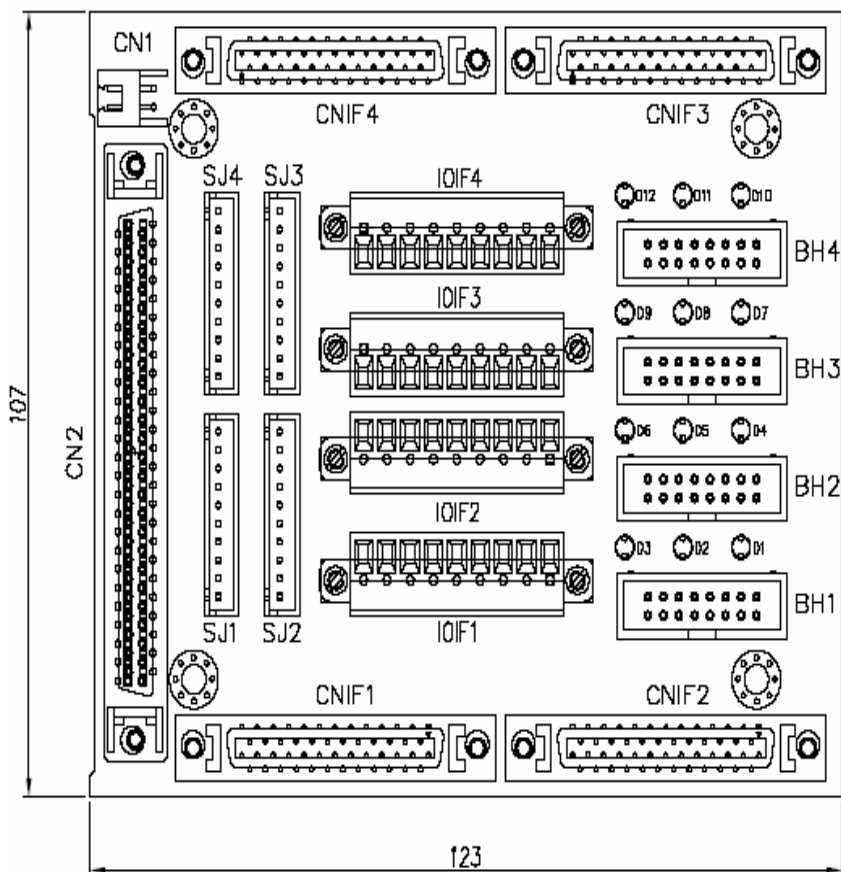 CN1
CNIF4
CNIF3
SJ4
SJ3
IOIF4
D12
D11
D10
BH4
IOIF3
D9
D8
D7
BH3
107
CN2
D6
D5
D4
BH2
IOIF2
D3
D2
D1
BH1
SJ1
SJ2
IOIF1
CNIF1
CNIF2
123